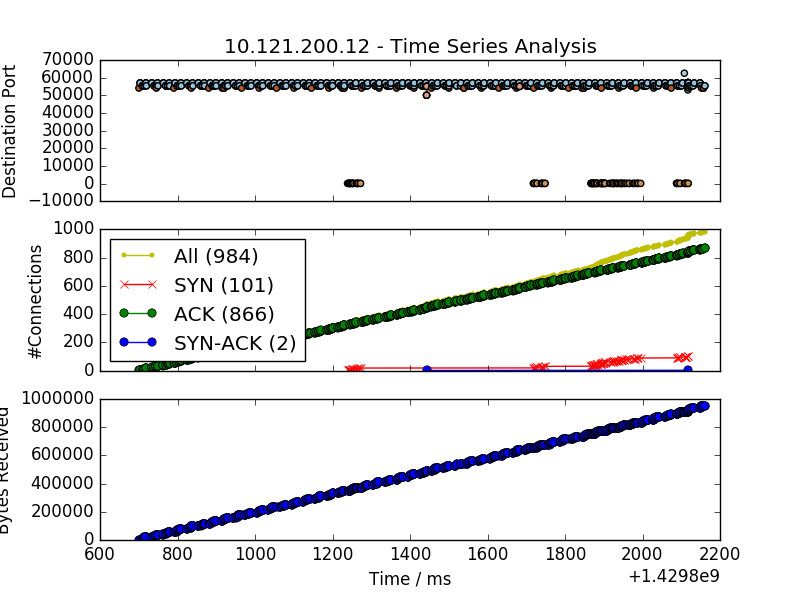 10.121.200.12 - Time Series Analysis
70000
60000
50000
40000
30000
20000
10000
0
−10000
Destination Port
1000
800
600
400
200
0
#Connections
All (984)
SYN (101)
ACK (866)
SYN-ACK (2)
1000000
800000
600000
400000
200000
0
Bytes Received
600 800 1000 1200 1400 1600 1800 2000 2200
Time / ms
+1.4298e9